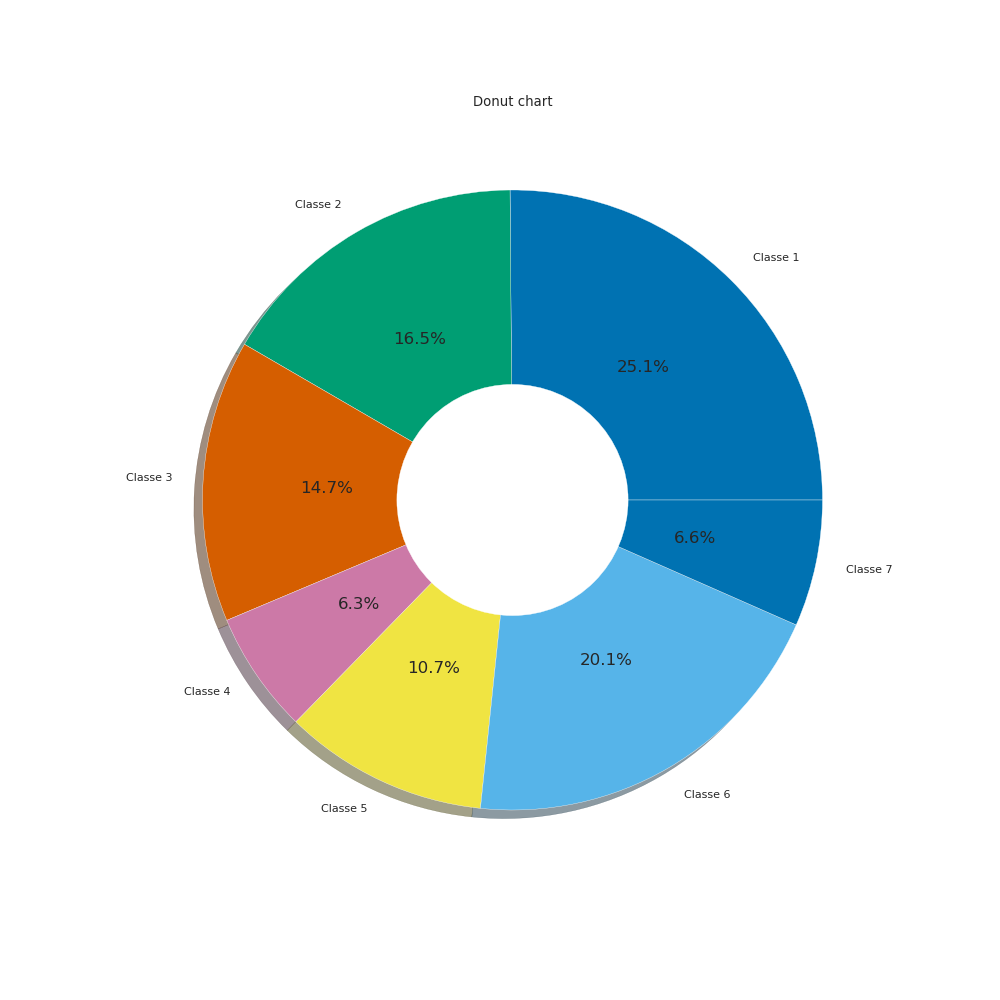 Donut chart
Classe 1
25.1%
Classe 2
16.5%
Classe 3
14.7%
Classe 4
6.3%
Classe 5
10.7%
Classe 6
20.1%
Classe 7
6.6%